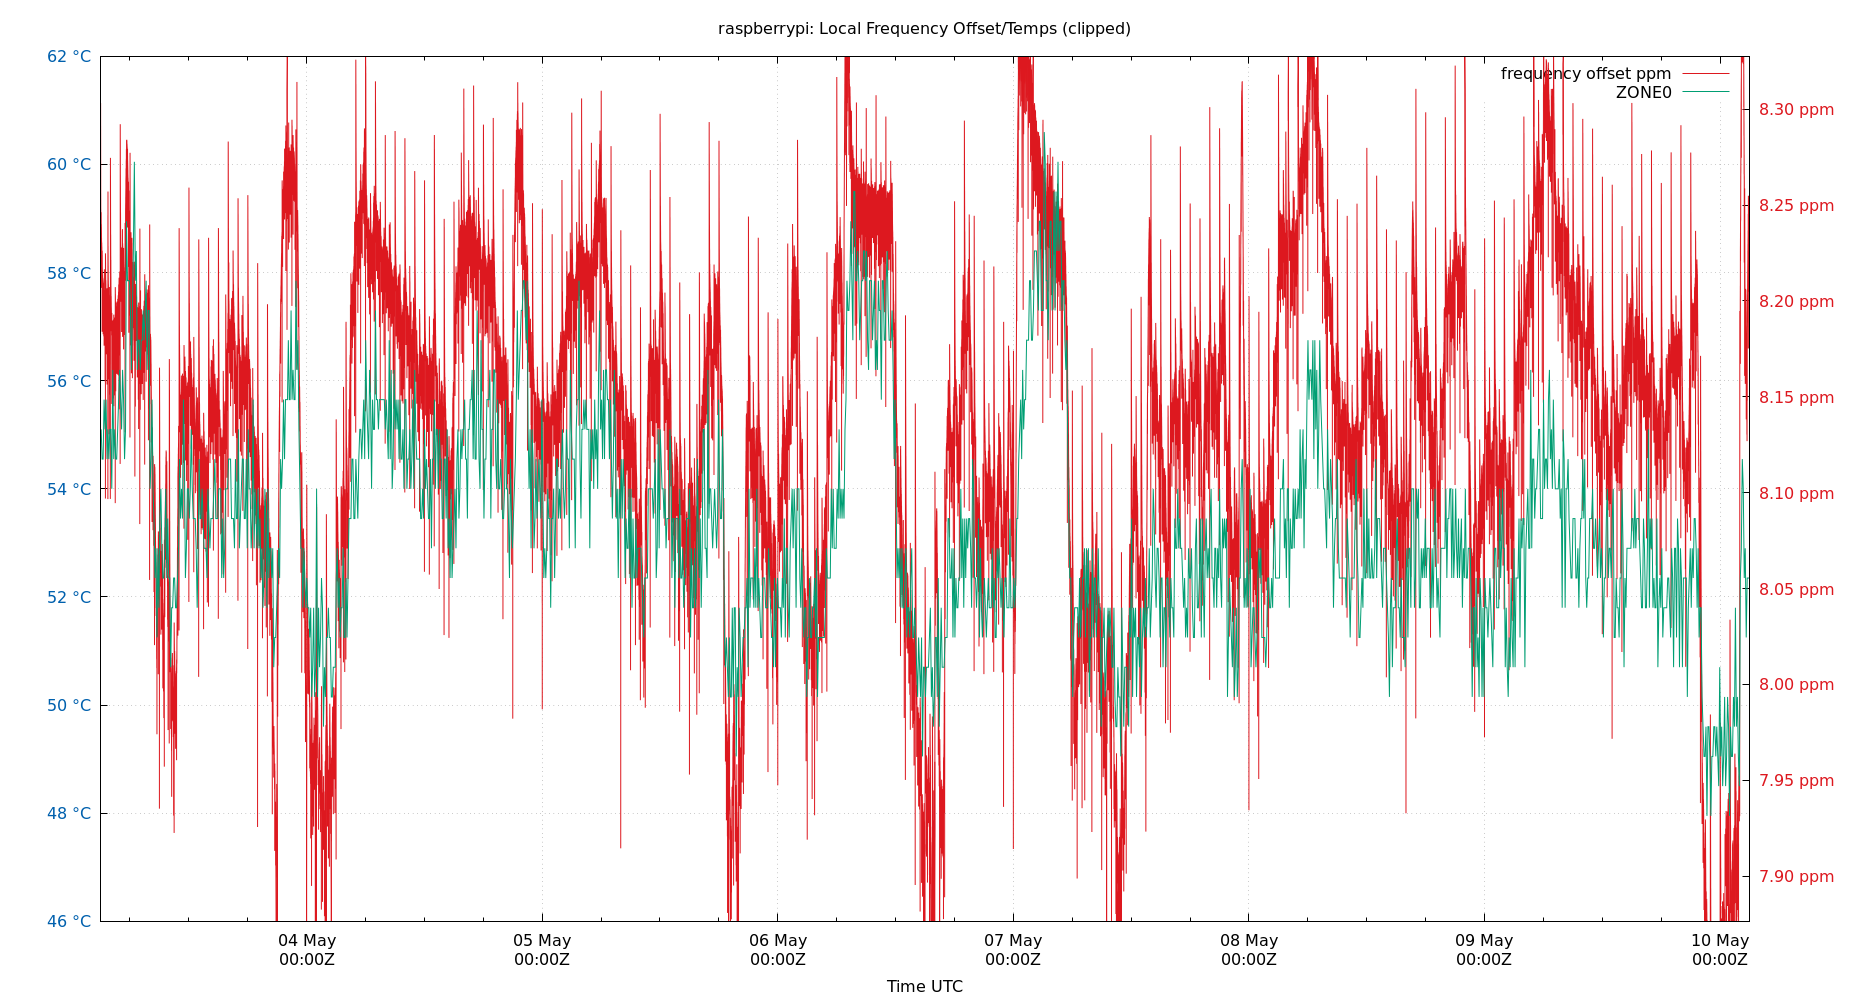 raspberrypi: Local Frequency Offset/Temps (clipped)
62 °C
60 °C
58 °C
56 °C
54 °C
52 °C
50 °C
48 °C
46 °C
frequency offset ppm
ZONE0
8.30 ppm
8.25 ppm
8.20 ppm
8.15 ppm
8.10 ppm
8.05 ppm
8.00 ppm
7.95 ppm
7.90 ppm
04 May
00:00Z
05 May
00:00Z
06 May
00:00Z
07 May
00:00Z
08 May
00:00Z
09 May
00:00Z
10 May
00:00Z
Time UTC